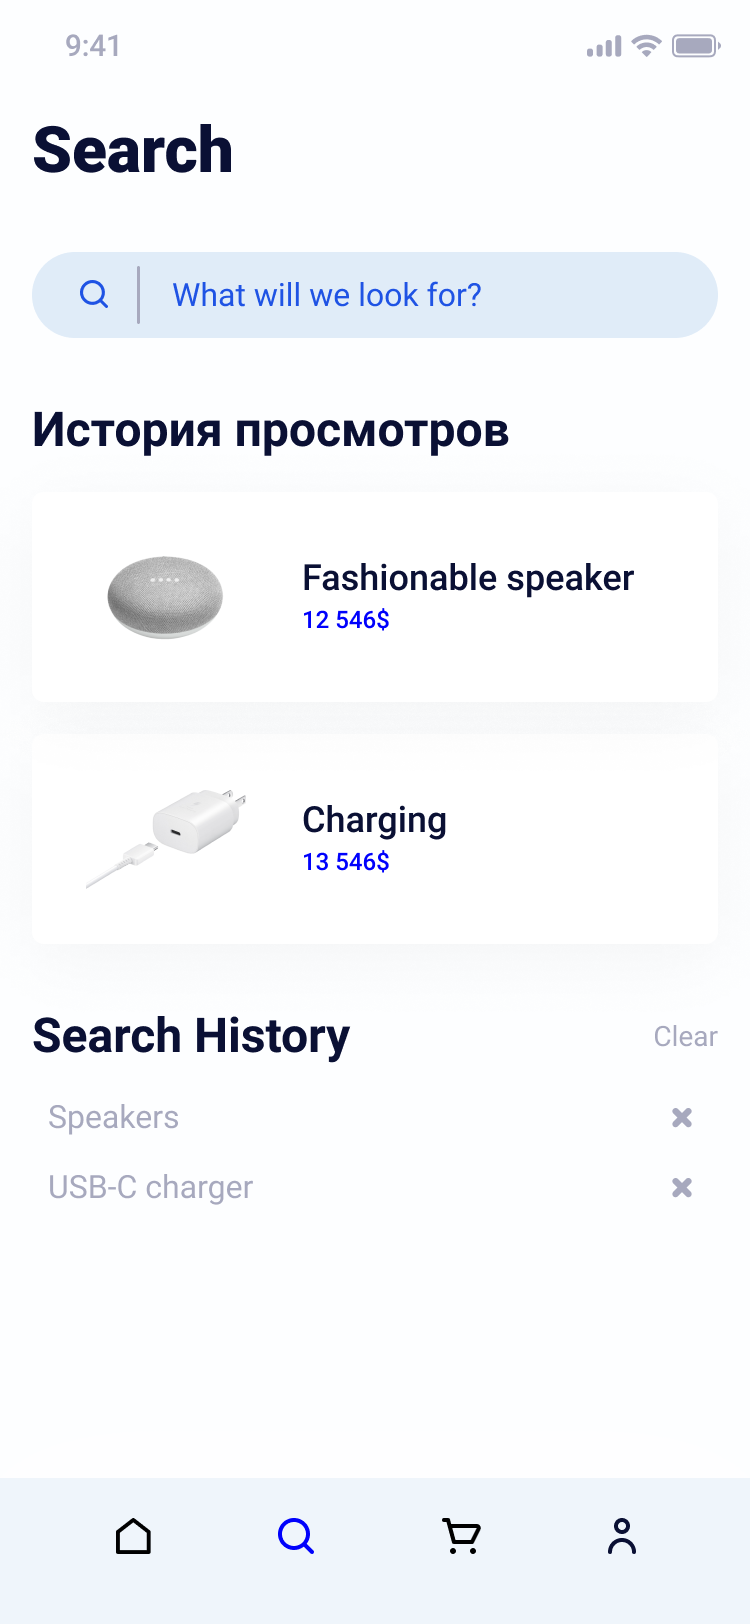 9:41
Search
What will we look for?
История просмотров
Fashionable speaker
12 546$
Charging
13 546$
Search History
Clear
Speakers
USB-C charger